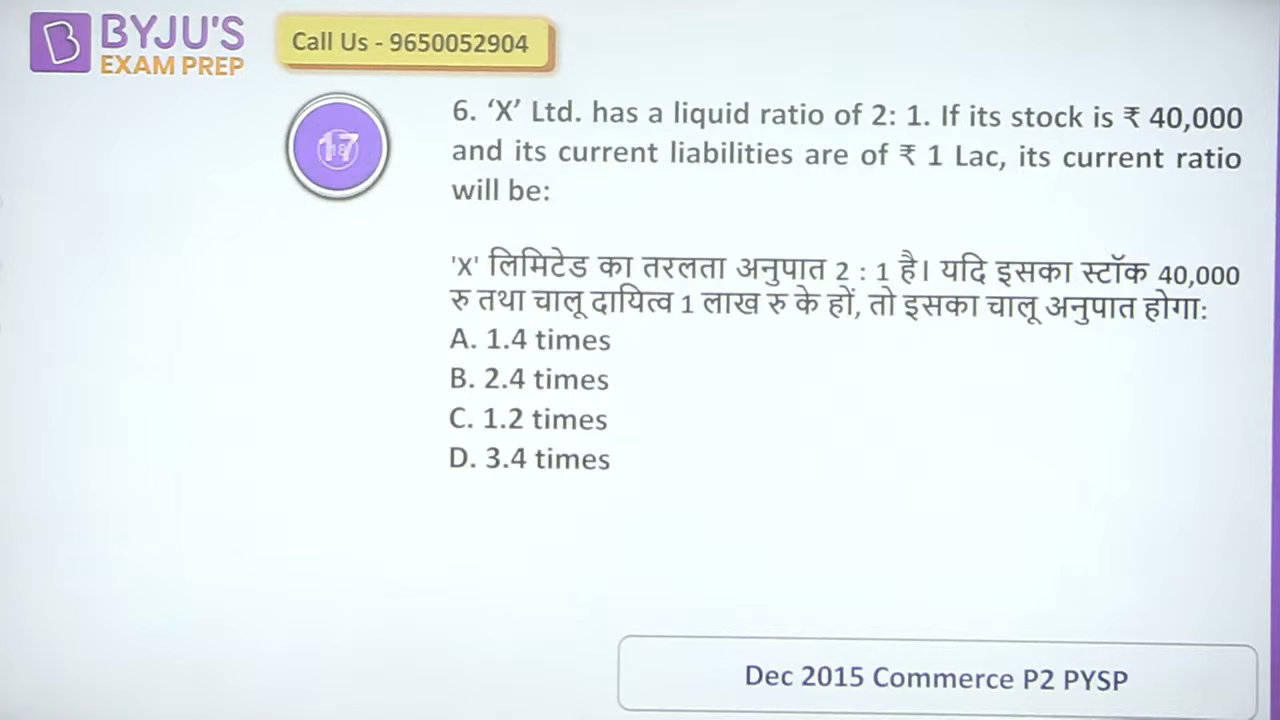 BYJU'S
EXAM PREP
Call Us - 9650052904
17
6. ‘X’ Ltd. has a liquid ratio of 2: 1. If its stock is ₹ 40,000
and its current liabilities are of ₹ 1 Lac, its current ratio
will be:
'X' लिमिटेड का तरलता अनुपात 2 : 1 है। यदि इसका स्टॉक 40,000
रु तथा चालू दायित्व 1 लाख रु के हों, तो इसका चालू अनुपात होगा:
A. 1.4 times
B. 2.4 times
C. 1.2 times
D. 3.4 times
Dec 2015 Commerce P2 PYSP